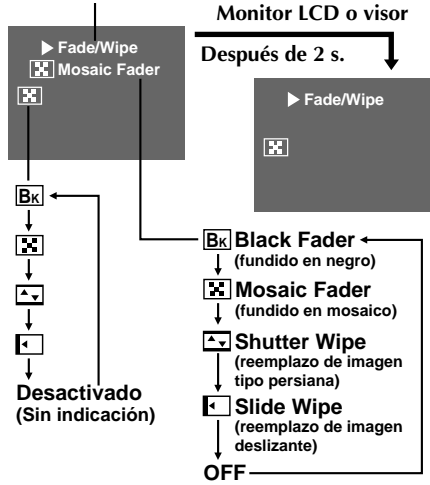 Monitor LCD o visor
Fade/Wipe
Mosaic Fader
Después de 2 s.
Fade/Wipe
BK
Desactivado
(Sin indicación)
BK Black Fader
(fundido en negro)
Mosaic Fader
(fundido en mosaico)
Shutter Wipe
(reemplazo de imagen
tipo persiana)
Slide Wipe
(reemplazo de imagen
deslizante)
OFF